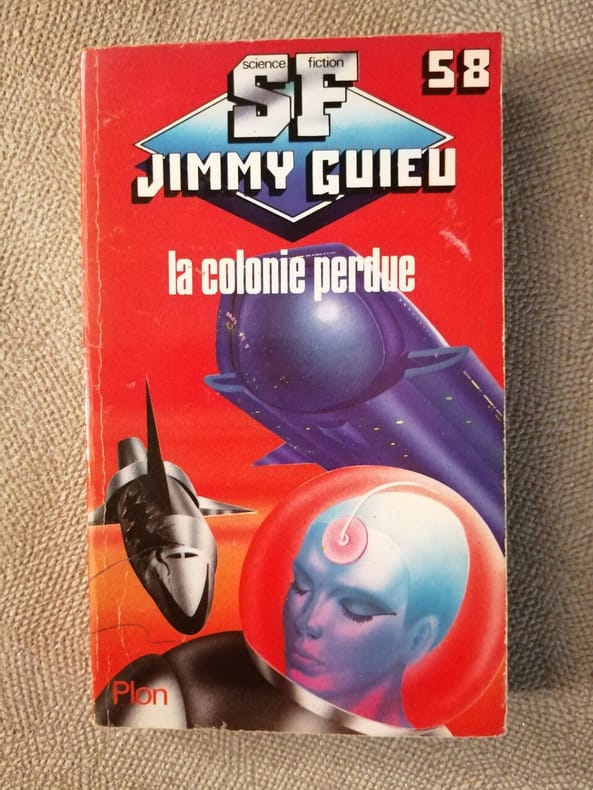 science fiction
SF
58
JIMMY GUIEU
la colonie perdue
Plon